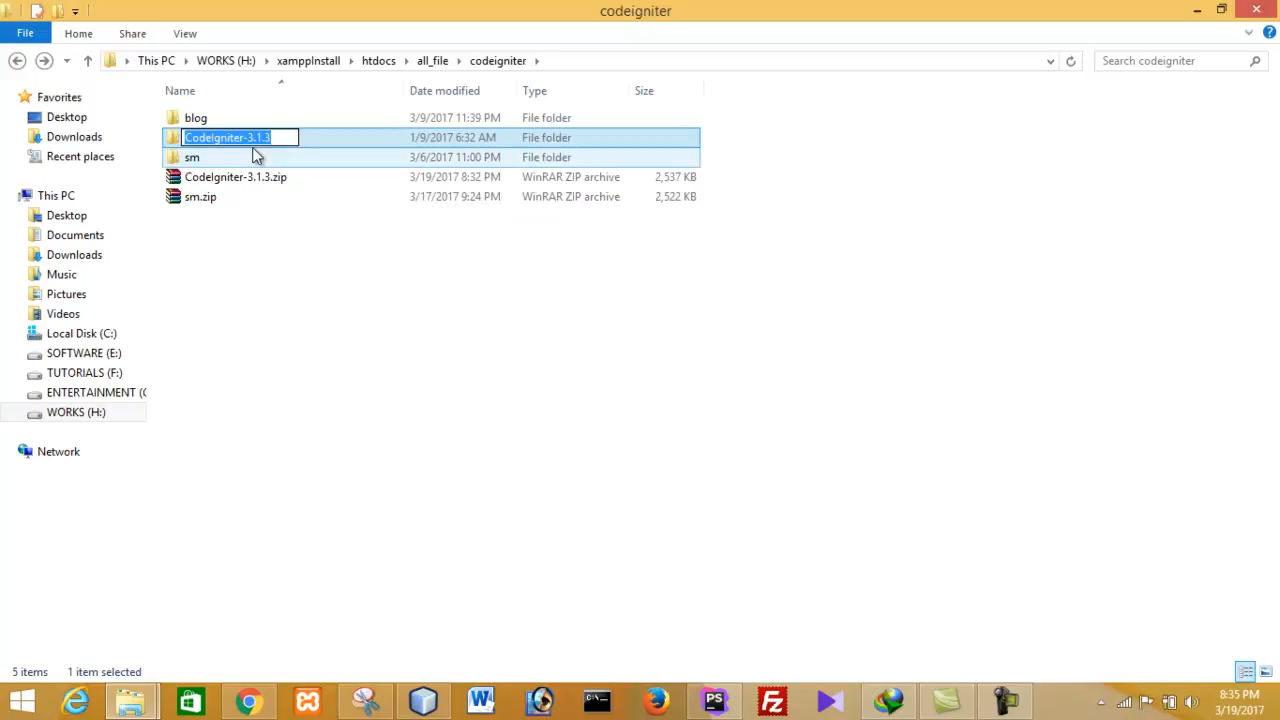 codeigniter
File Home Share View
This PC WORKS (H:) xamppInstall htdocs all_file codeigniter Search codeigniter
Name Date modified Type Size
Favorites
Desktop
Downloads
Recent places
This PC
Desktop
Documents
Downloads
Music
Pictures
Videos
Local Disk (C:)
SOFTWARE (E:)
TUTORIALS (F:)
ENTERTAINMENT (
WORKS (H:)
Network
blog 3/9/2017 11:39 PM File folder
CodeIgniter-3.1.3 1/9/2017 6:32 AM File folder
sm 3/6/2017 11:00 PM File folder
CodeIgniter-3.1.3.zip 3/19/2017 8:32 PM WinRAR ZIP archive 2,537 KB
sm.zip 3/17/2017 9:24 PM WinRAR ZIP archive 2,522 KB
5 items 1 item selected
8:35 PM
3/19/2017